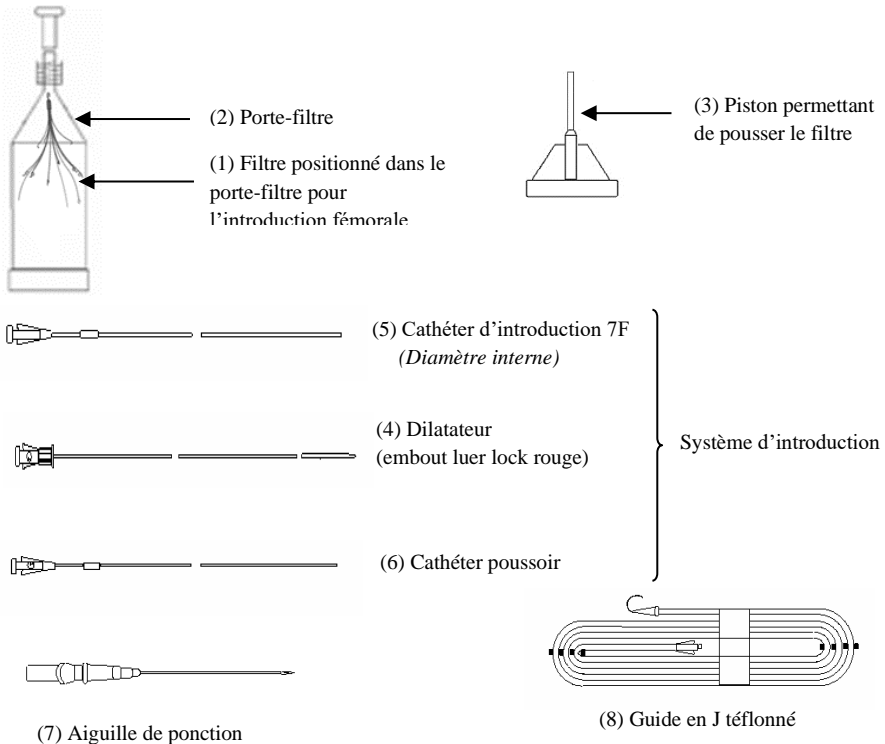 (2) Porte-filtre
(1) Filtre positionné dans le
porte-filtre pour
l'introduction fémorale
(3) Piston permettant
de pousser le filtre
(5) Cathéter d'introduction 7F
(Diamètre interne)
(4) Dilatateur
(embout luer lock rouge)
Système d'introduction
(6) Cathéter poussoir
(7) Aiguille de ponction
(8) Guide en J téflonné